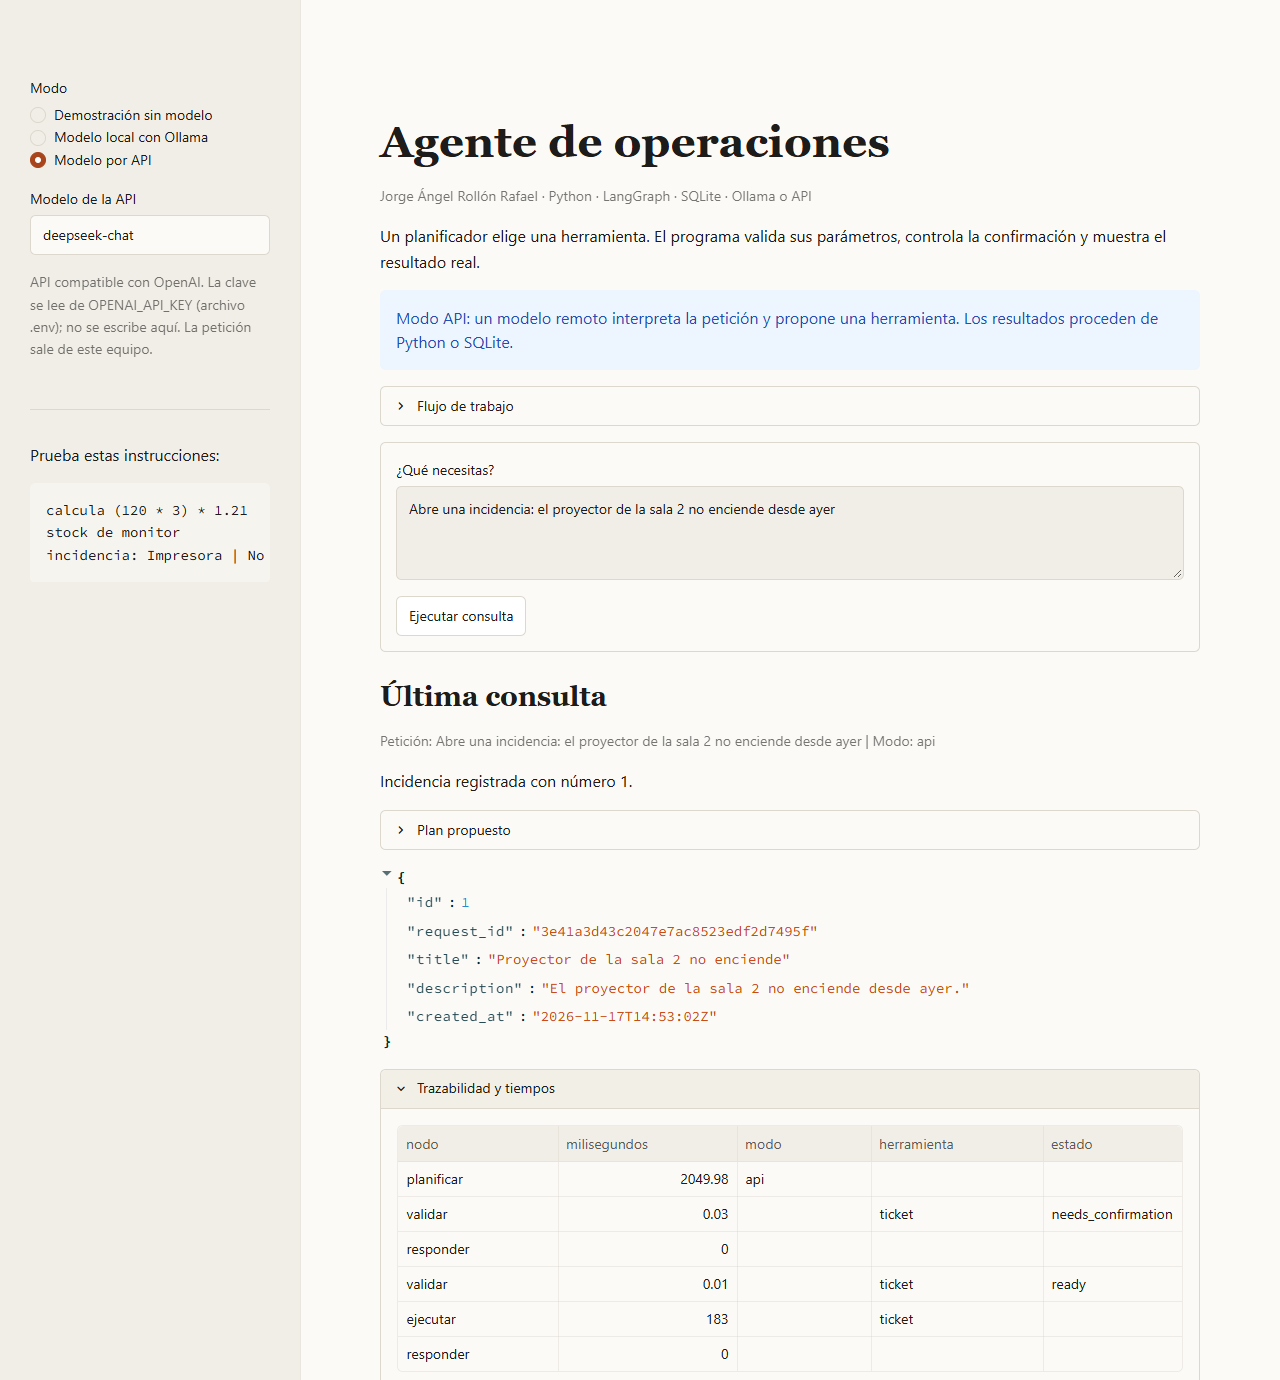 Modo
Demostración sin modelo
Modelo local con Ollama
Modelo por API
Modelo de la API
deepseek-chat
API compatible con OpenAI. La clave
se lee de OPENAI_API_KEY (archivo
.env); no se escribe aquí. La petición
sale de este equipo.
Prueba estas instrucciones:
calcula (120 * 3) * 1.21
stock de monitor
incidencia: Impresora | No
Agente de operaciones
Jorge Ángel Rollón Rafael · Python · LangGraph · SQLite · Ollama o API
Un planificador elige una herramienta. El programa valida sus parámetros, controla la confirmación y muestra el
resultado real.
Modo API: un modelo remoto interpreta la petición y propone una herramienta. Los resultados proceden de
Python o SQLite.
Flujo de trabajo
¿Qué necesitas?
Abre una incidencia: el proyector de la sala 2 no enciende desde ayer
Ejecutar consulta
Última consulta
Petición: Abre una incidencia: el proyector de la sala 2 no enciende desde ayer | Modo: api
Incidencia registrada con número 1.
Plan propuesto
{
"id" : 1
"request_id" : "3e41a3d43c2047e7ac8523edf2d7495f"
"title" : "Proyector de la sala 2 no enciende"
"description" : "El proyector de la sala 2 no enciende desde ayer."
"created_at" : "2026-11-17T14:53:02Z"
}
Trazabilidad y tiempos
nodo milisegundos modo herramienta estado
planificar 2049.98 api
validar 0.03 ticket needs_confirmation
responder 0
validar 0.01 ticket ready
ejecutar 183 ticket
responder 0